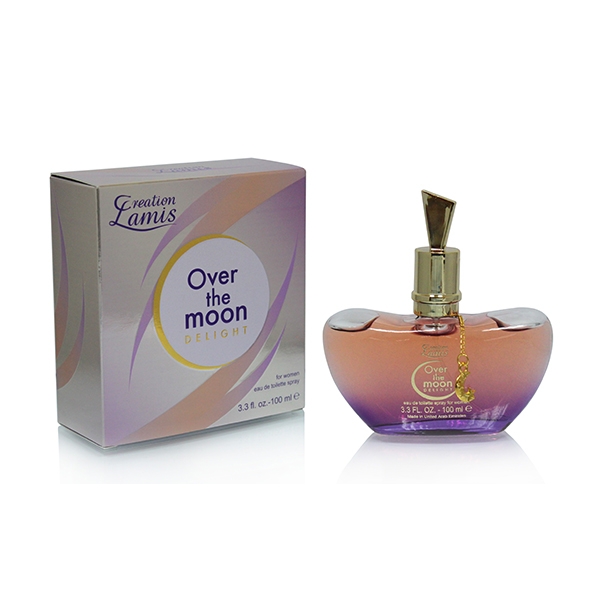 Creation
Lamis
Over
the
moon
DELIGHT
for women
eau de toilette spray
3.3 fl. oz. - 100 ml ℮
Creation
Lamis
Over
the
moon
DELIGHT
eau de toilette spray for women
3.3 FL. OZ. - 100 ml ℮
Made in United Arab Emirates